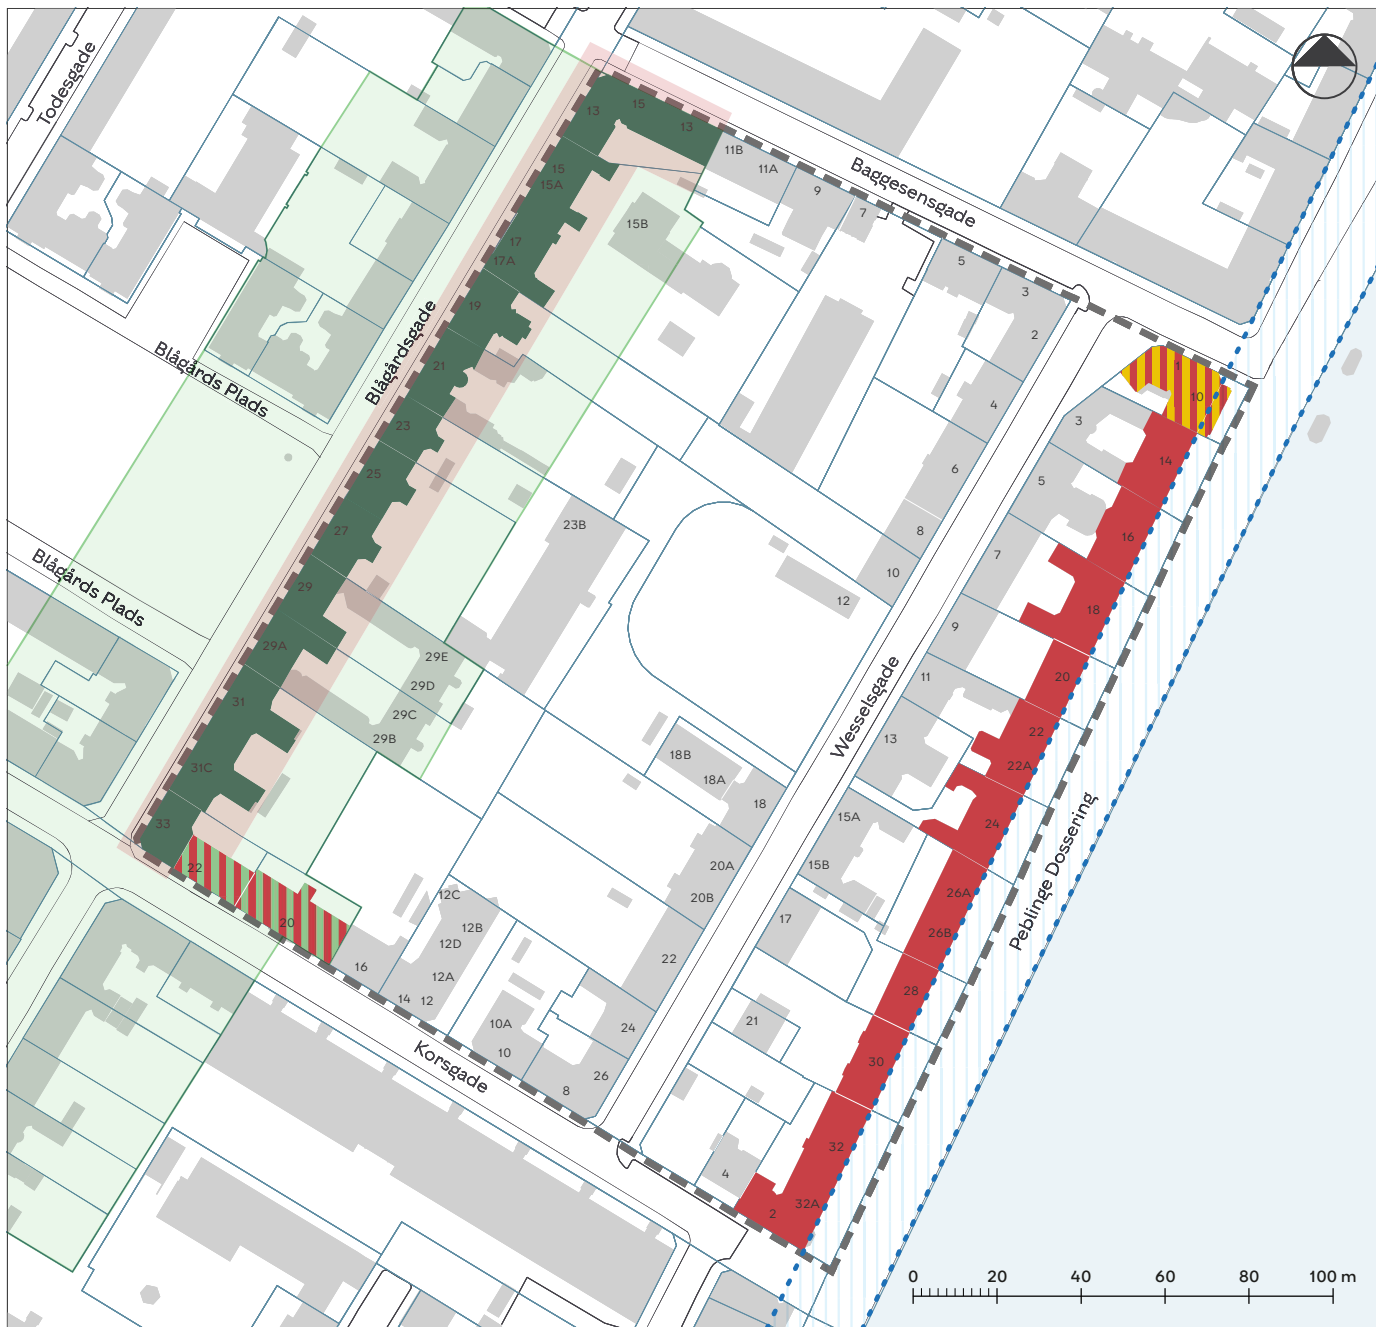 Todesgade
Blågårds Plads
Blågårds Plads
Blågårdsgade
Baggesensgade
Wesselsgade
Peblinge Dossering
Korsgade
13
15
13
11B
11A
9
7
5
3
2
4
6
8
10
12
15
15A
15B
17
17A
19
21
23
23B
25
27
29
29A
29E
29D
29C
29B
31
31C
33
22
20
16
14
12
12C
12B
12D
12A
10A
10
8
26
24
22
20B
20A
18
18A
18B
1
10
3
5
7
9
11
13
15A
15B
17
21
4
2
14
16
18
20
22
22A
24
26A
26B
28
30
32
32A
0 20 40 60 80 100 m